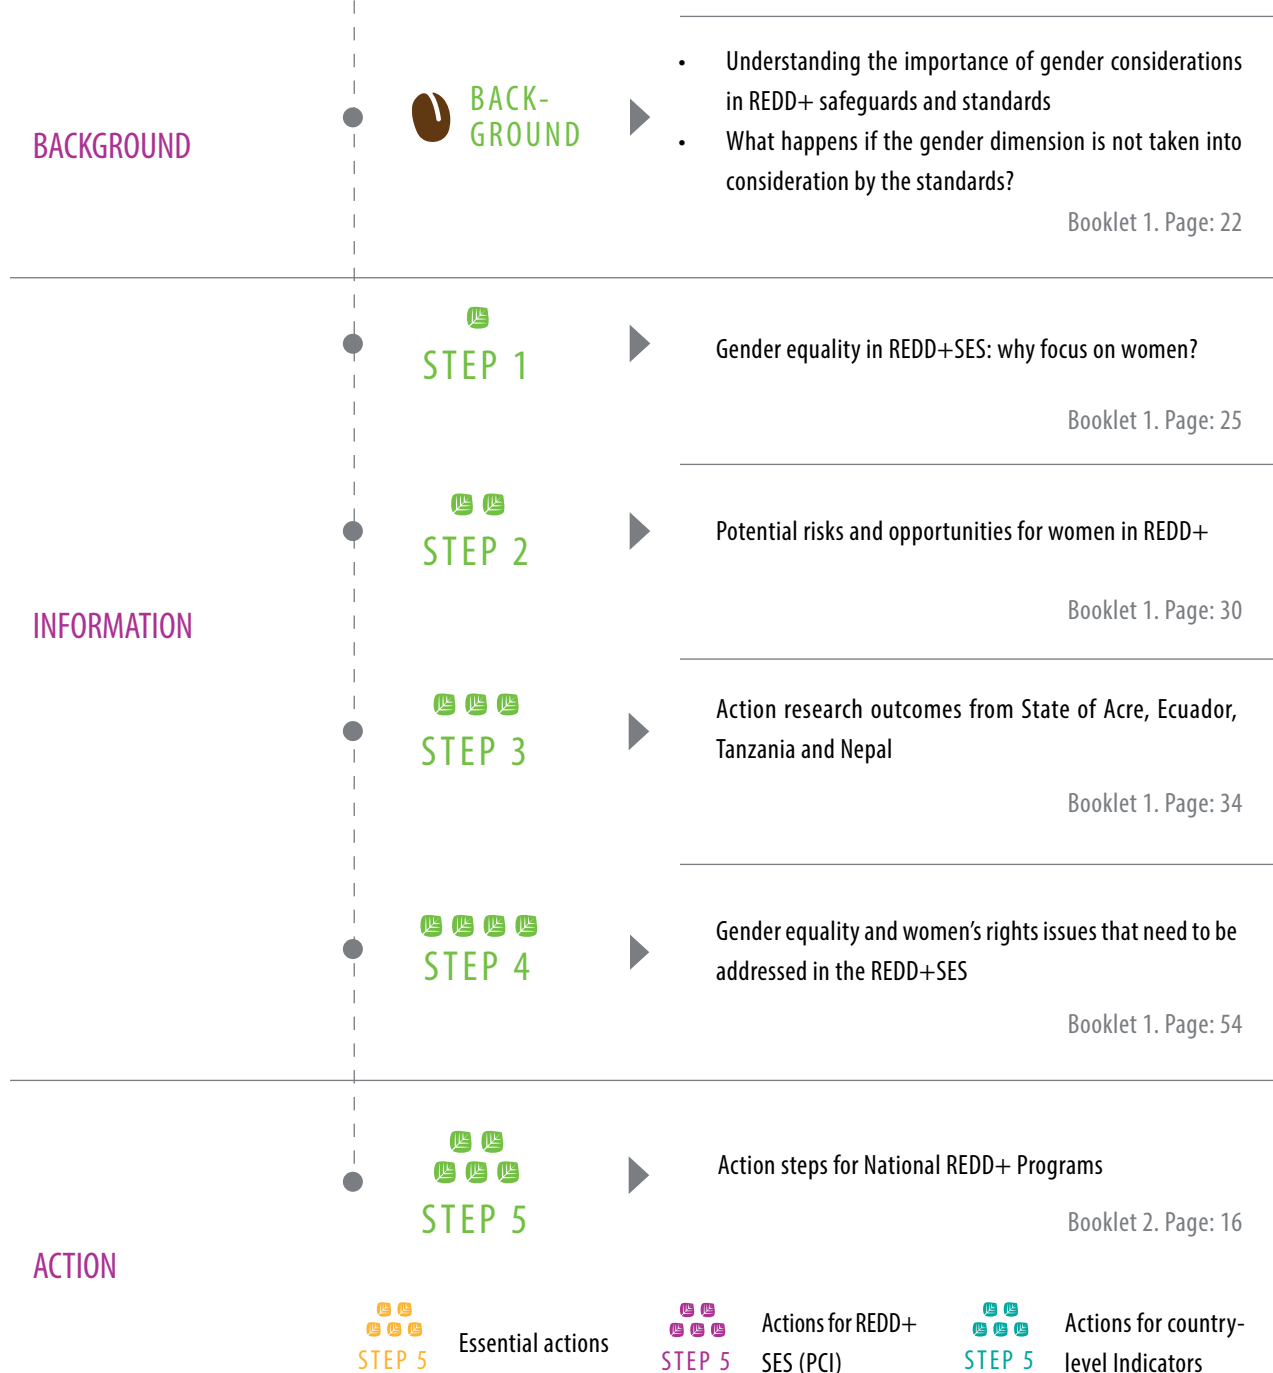 BACKGROUND
BACK-
GROUND
• Understanding the importance of gender considerations
in REDD+ safeguards and standards
• What happens if the gender dimension is not taken into
consideration by the standards?
Booklet 1. Page: 22
INFORMATION
STEP 1
Gender equality in REDD+SES: why focus on women?
Booklet 1. Page: 25
STEP 2
Potential risks and opportunities for women in REDD+
Booklet 1. Page: 30
STEP 3
Action research outcomes from State of Acre, Ecuador,
Tanzania and Nepal
Booklet 1. Page: 34
STEP 4
Gender equality and women’s rights issues that need to be
addressed in the REDD+SES
Booklet 1. Page: 54
ACTION
STEP 5
Action steps for National REDD+ Programs
Booklet 2. Page: 16
STEP 5
Essential actions
STEP 5
Actions for REDD+
SES (PCI)
STEP 5
Actions for country-
level Indicators